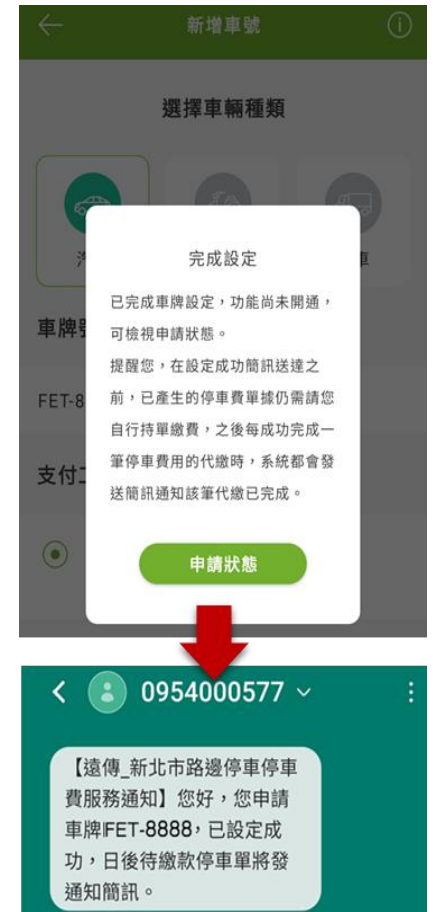 新增車號
選擇車輛種類
完成設定
已完成車牌設定，功能尚未開通，
可檢視申請狀態。
提醒您，在設定成功簡訊送達之
前，已產生的停車費單據仍需請您
自行持單繳費，之後每成功完成一
筆停車費用的代繳時，系統都會發
送簡訊通知該筆代繳已完成。
車牌
FET-8
支付
申請狀態
0954000577
【遠傳_新北市路邊停車停車
費服務通知】您好，您申請
車牌FET-8888，已設定成
功，日後待繳款停車單將發
通知簡訊。